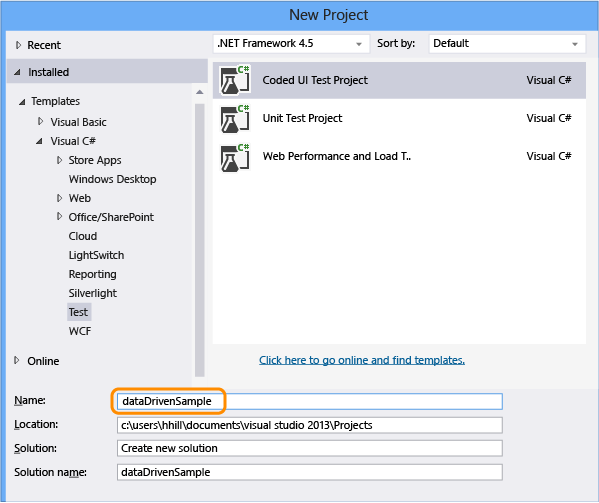 New Project
Recent
.NET Framework 4.5 Sort by: Default
Installed
Templates
Visual Basic
Visual C#
Store Apps
Windows Desktop
Web
Office/SharePoint
Cloud
LightSwitch
Reporting
Silverlight
Test
WCF
Online
C# Coded UI Test Project Visual C#
C# Unit Test Project Visual C#
C# Web Performance and Load T.. Visual C#
Click here to go online and find templates.
Name: dataDrivenSample
Location: c:\users\hhill\documents\visual studio 2013\Projects
Solution: Create new solution
Solution name: dataDrivenSample